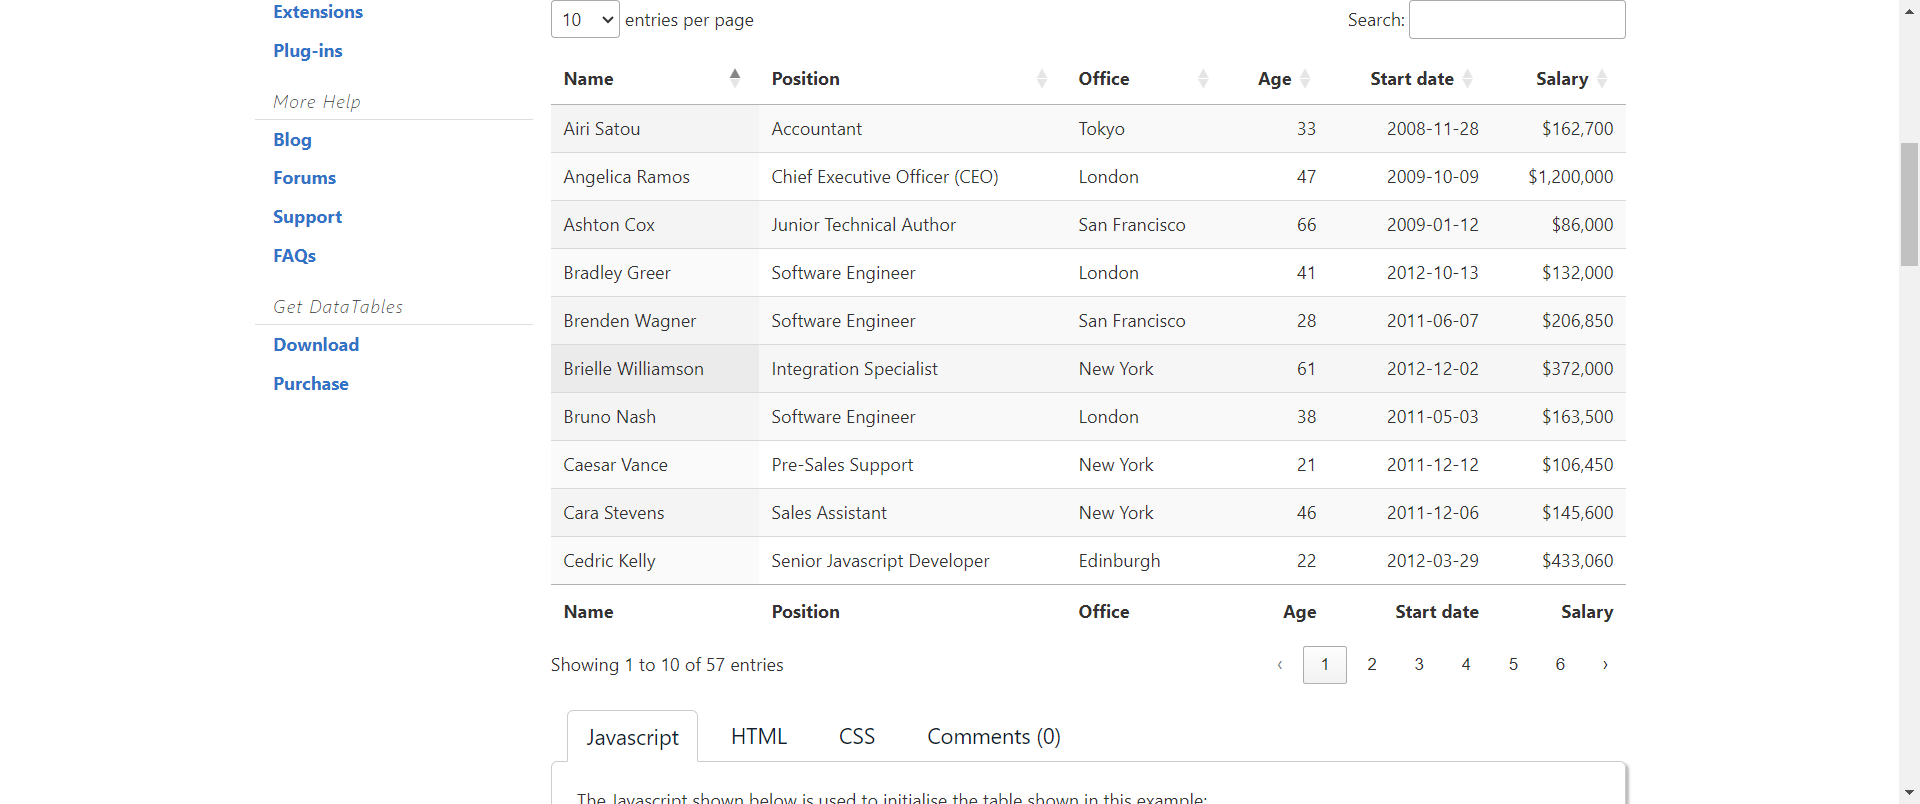 Extensions
Plug-ins
More Help
Blog
Forums
Support
FAQs
Get DataTables
Download
Purchase
10 entries per page Search:
Name Position Office Age Start date Salary
Airi Satou Accountant Tokyo 33 2008-11-28 $162,700
Angelica Ramos Chief Executive Officer (CEO) London 47 2009-10-09 $1,200,000
Ashton Cox Junior Technical Author San Francisco 66 2009-01-12 $86,000
Bradley Greer Software Engineer London 41 2012-10-13 $132,000
Brenden Wagner Software Engineer San Francisco 28 2011-06-07 $206,850
Brielle Williamson Integration Specialist New York 61 2012-12-02 $372,000
Bruno Nash Software Engineer London 38 2011-05-03 $163,500
Caesar Vance Pre-Sales Support New York 21 2011-12-12 $106,450
Cara Stevens Sales Assistant New York 46 2011-12-06 $145,600
Cedric Kelly Senior Javascript Developer Edinburgh 22 2012-03-29 $433,060
Name Position Office Age Start date Salary
Showing 1 to 10 of 57 entries ‹ 1 2 3 4 5 6 ›
Javascript HTML CSS Comments (0)
The Javascript shown below is used to initialise the table shown in this example: